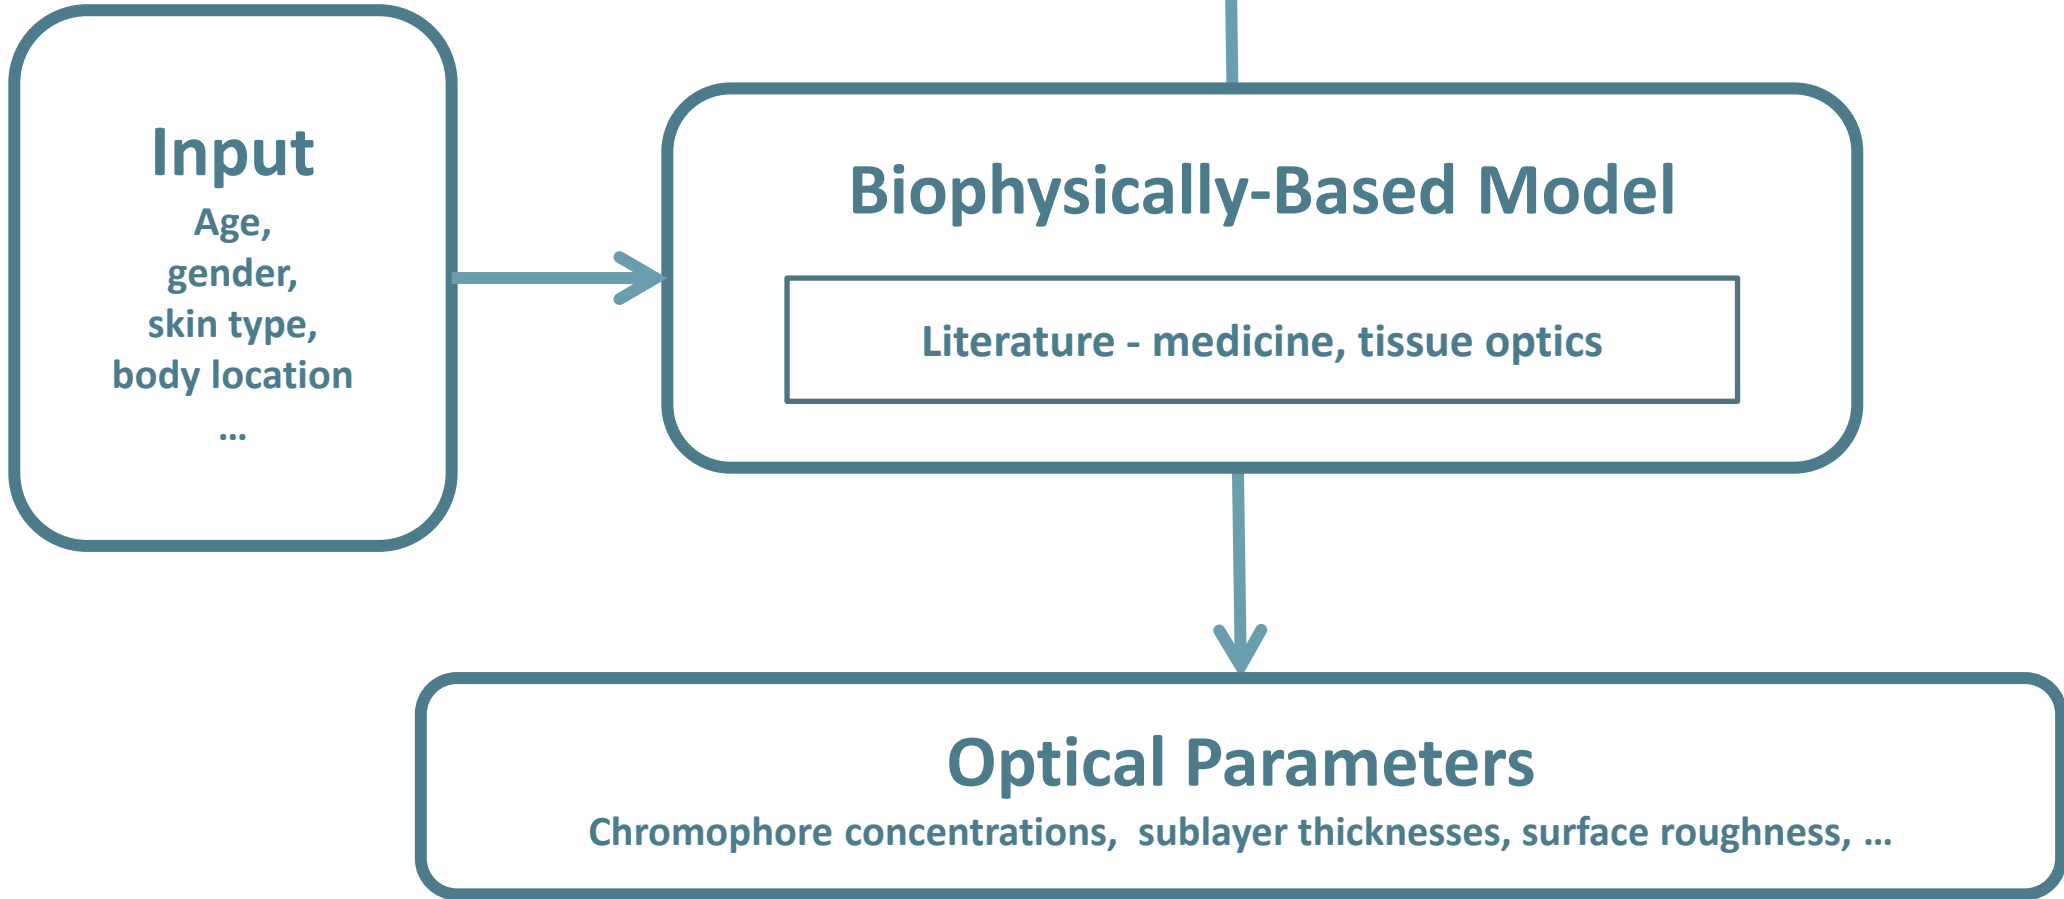 Input
Age,
gender,
skin type,
body location
...
Biophysically-Based Model
Literature - medicine, tissue optics
Optical Parameters
Chromophore concentrations,  sublayer thicknesses, surface roughness, ...